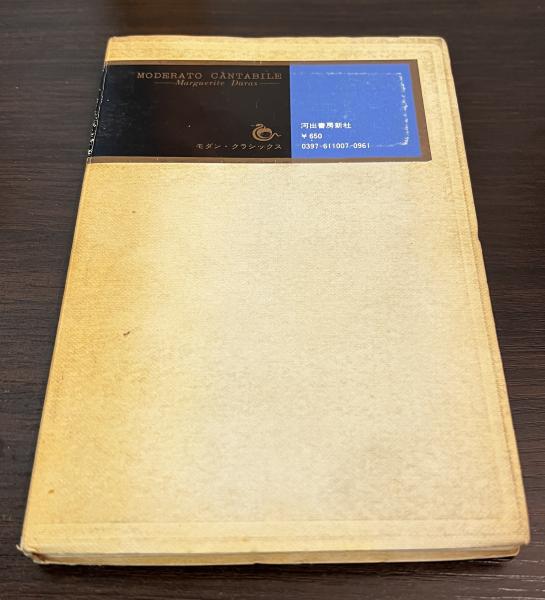 MODERATO CANTABILE
Marguerite Duras
モダン・クラシックス
河出書房新社
¥ 650
0397-611007-0961